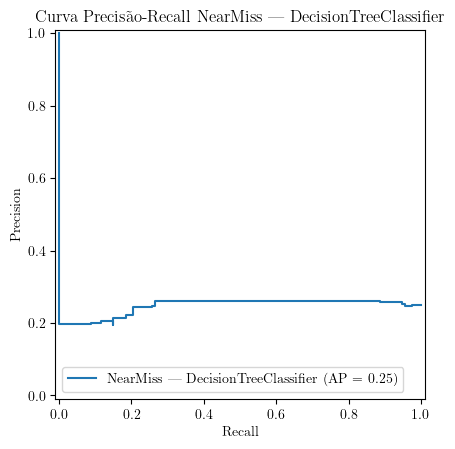 Curva Precisão-Recall NearMiss — DecisionTreeClassifier
1.0
0.8
0.6
0.4
0.2
0.0
Precision
NearMiss — DecisionTreeClassifier (AP = 0.25)
0.0 0.2 0.4 0.6 0.8 1.0
Recall